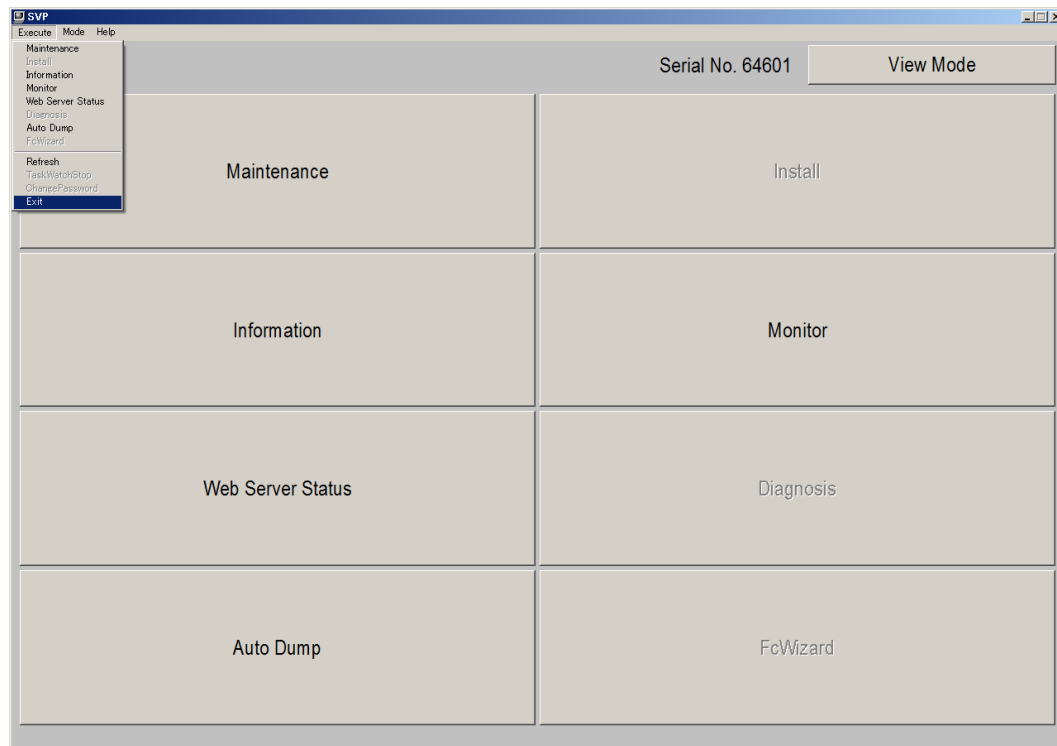 SVP
Execute Mode Help
Maintenance
Install
Information
Monitor
Web Server Status
Diagnosis
Auto Dump
FcWizard
Refresh
TaskWatchStop
ChangePassword
Exit
Serial No. 64601 View Mode
Maintenance Install
Information Monitor
Web Server Status Diagnosis
Auto Dump FcWizard